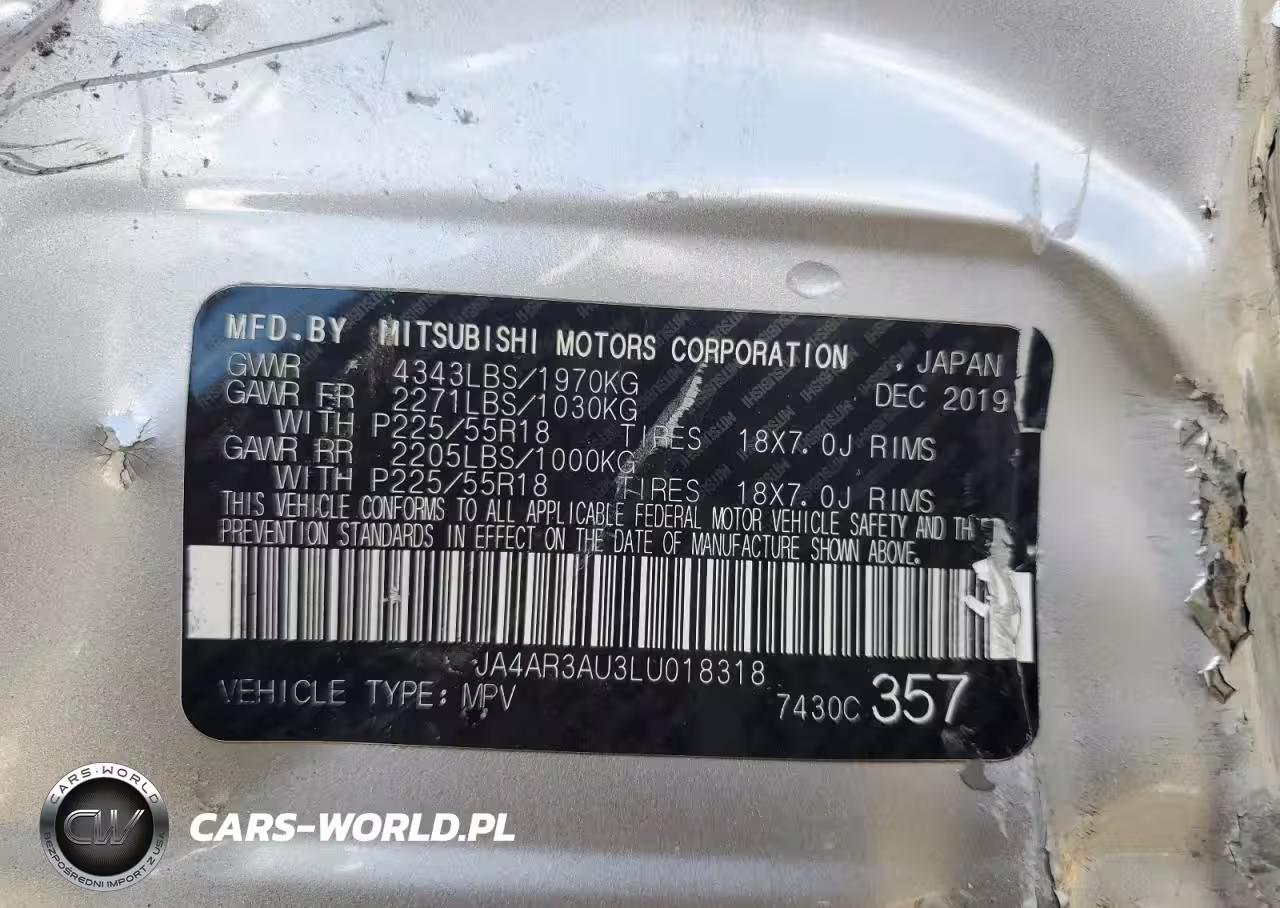 MFD.BY MITSUBISHI MOTORS CORPORATION , JAPAN
GVWR 4343LBS/1970KG DEC 2019
GAWR FR 2271LBS/1030KG
WITH P225/55R18 TIRES 18X7.0J RIMS
GAWR RR 2205LBS/1000KG
WITH P225/55R18 TIRES 18X7.0J RIMS
THIS VEHICLE CONFORMS TO ALL APPLICABLE FEDERAL MOTOR VEHICLE SAFETY AND
PREVENTION STANDARDS IN EFFECT ON THE DATE OF MANUFACTURE SHOWN ABOVE.
JA4AR3AU3LU018318
VEHICLE TYPE: MPV 7430C 357
CARS-WORLD
CW
BEZPOŚREDNI IMPORT Z USA
CARS-WORLD.PL